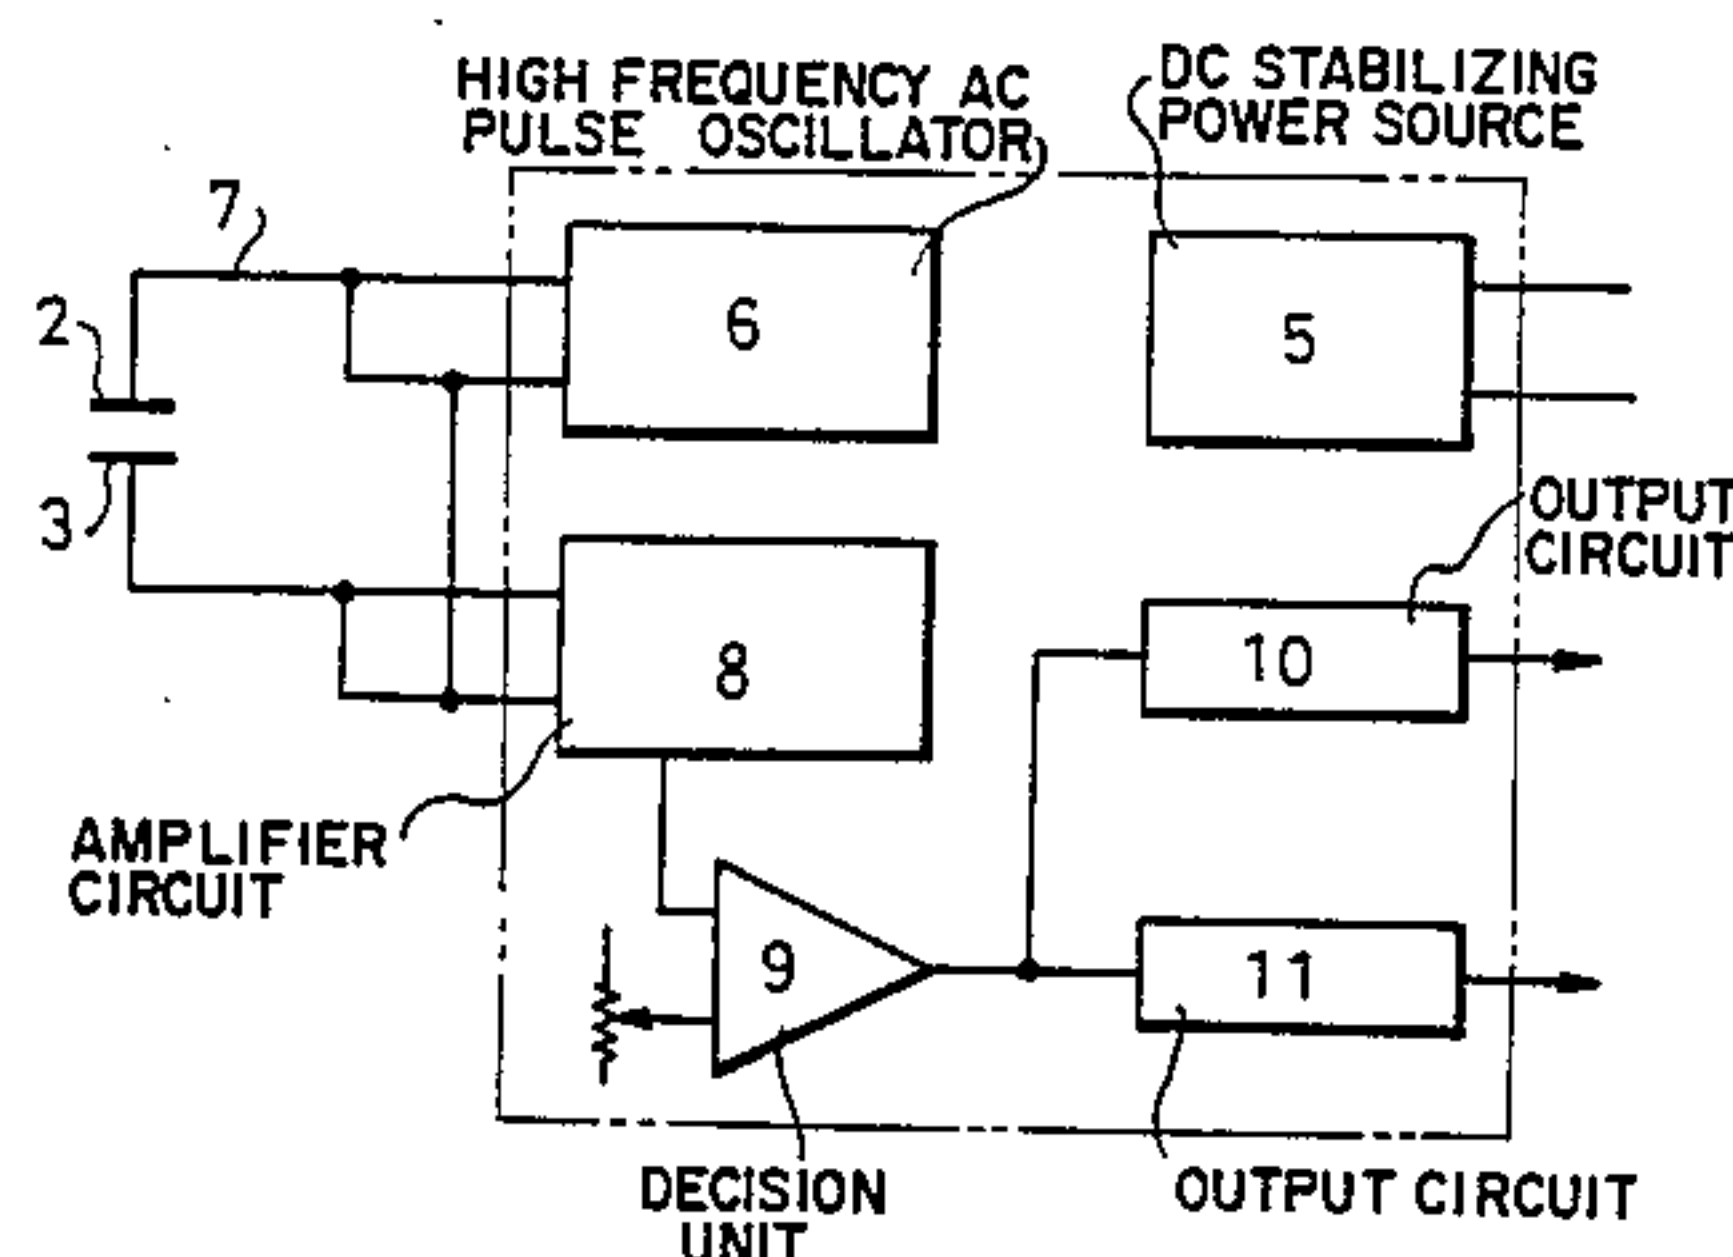 HIGH FREQUENCY AC
PULSE OSCILLATOR
DC STABILIZING
POWER SOURCE
7
2
3
6
5
OUTPUT
CIRCUIT
8
10
AMPLIFIER
CIRCUIT
9
11
DECISION
UNIT
OUTPUT CIRCUIT